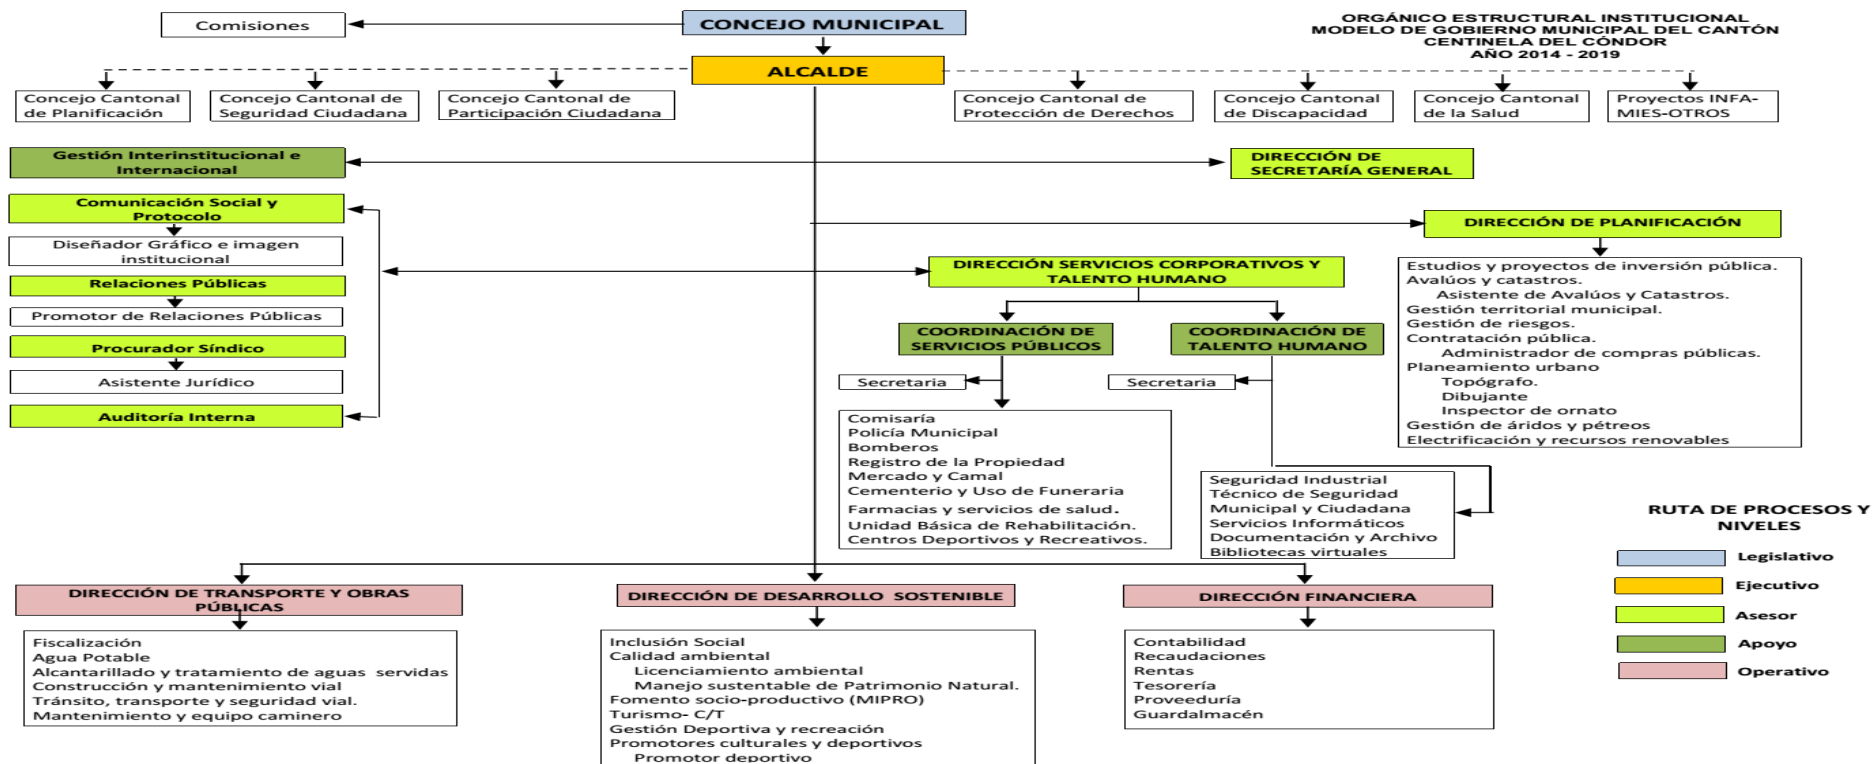 Comisiones
CONCEJO MUNICIPAL
ORGÁNICO ESTRUCTURAL INSTITUCIONAL
MODELO DE GOBIERNO MUNICIPAL DEL CANTÓN
CENTINELA DEL CÓNDOR
AÑO 2014 - 2019
ALCALDE
Concejo Cantonal
de Planificación
Concejo Cantonal de
Seguridad Ciudadana
Concejo Cantonal de
Participación Ciudadana
Concejo Cantonal de
Protección de Derechos
Concejo Cantonal
de Discapacidad
Concejo Cantonal
de la Salud
Proyectos INFA-
MIES-OTROS
Gestión Interinstitucional e
Internacional
DIRECCIÓN DE
SECRETARÍA GENERAL
Comunicación Social y
Protocolo
Diseñador Gráfico e imagen
institucional
Relaciones Públicas
Promotor de Relaciones Públicas
Procurador Síndico
Asistente Jurídico
Auditoría Interna
DIRECCIÓN DE PLANIFICACIÓN
Estudios y proyectos de inversión pública.
Avalúos y catastros.
Asistente de Avalúos y Catastros.
Gestión territorial municipal.
Gestión de riesgos.
Contratación pública.
Administrador de compras públicas.
Planeamiento urbano
Topógrafo.
Dibujante
Inspector de ornato
Gestión de áridos y pétreos
Electrificación y recursos renovables
DIRECCIÓN SERVICIOS CORPORATIVOS Y
TALENTO HUMANO
COORDINACIÓN DE
SERVICIOS PÚBLICOS
COORDINACIÓN DE
TALENTO HUMANO
Secretaria
Secretaria
Comisaría
Policía Municipal
Bomberos
Registro de la Propiedad
Mercado y Camal
Cementerio y Uso de Funeraria
Farmacias y servicios de salud.
Unidad Básica de Rehabilitación.
Centros Deportivos y Recreativos.
Seguridad Industrial
Técnico de Seguridad
Municipal y Ciudadana
Servicios Informáticos
Documentación y Archivo
Bibliotecas virtuales
RUTA DE PROCESOS Y
NIVELES
Legislativo
Ejecutivo
Asesor
Apoyo
Operativo
DIRECCIÓN DE TRANSPORTE Y OBRAS
PÚBLICAS
Fiscalización
Agua Potable
Alcantarillado y tratamiento de aguas servidas
Construcción y mantenimiento vial
Tránsito, transporte y seguridad vial.
Mantenimiento y equipo caminero
DIRECCIÓN DE DESARROLLO SOSTENIBLE
Inclusión Social
Calidad ambiental
Licenciamiento ambiental
Manejo sustentable de Patrimonio Natural.
Fomento socio-productivo (MIPRO)
Turismo- C/T
Gestión Deportiva y recreación
Promotores culturales y deportivos
Promotor deportivo
DIRECCIÓN FINANCIERA
Contabilidad
Recaudaciones
Rentas
Tesorería
Proveeduría
Guardalmacén